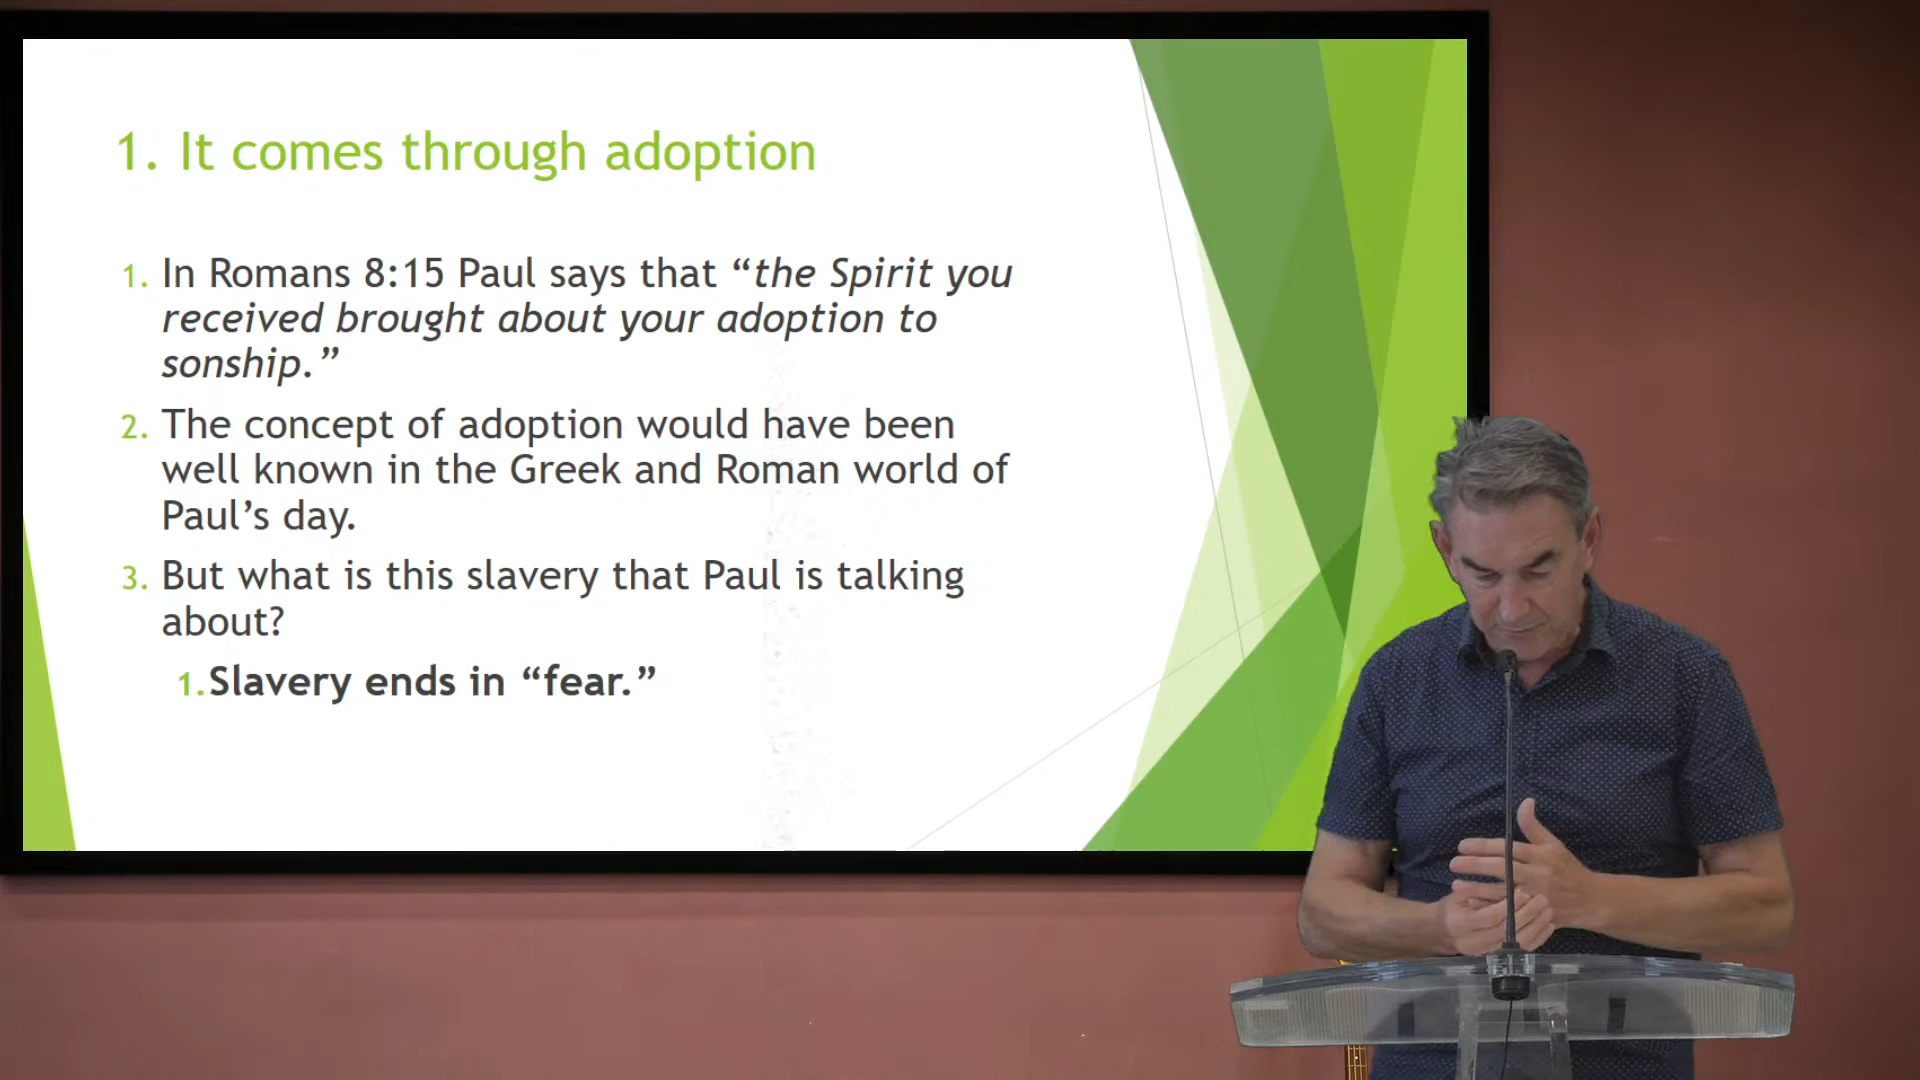 1. It comes through adoption
1. In Romans 8:15 Paul says that “the Spirit you
received brought about your adoption to
sonship.”
2. The concept of adoption would have been
well known in the Greek and Roman world of
Paul’s day.
3. But what is this slavery that Paul is talking
about?
1. Slavery ends in “fear.”